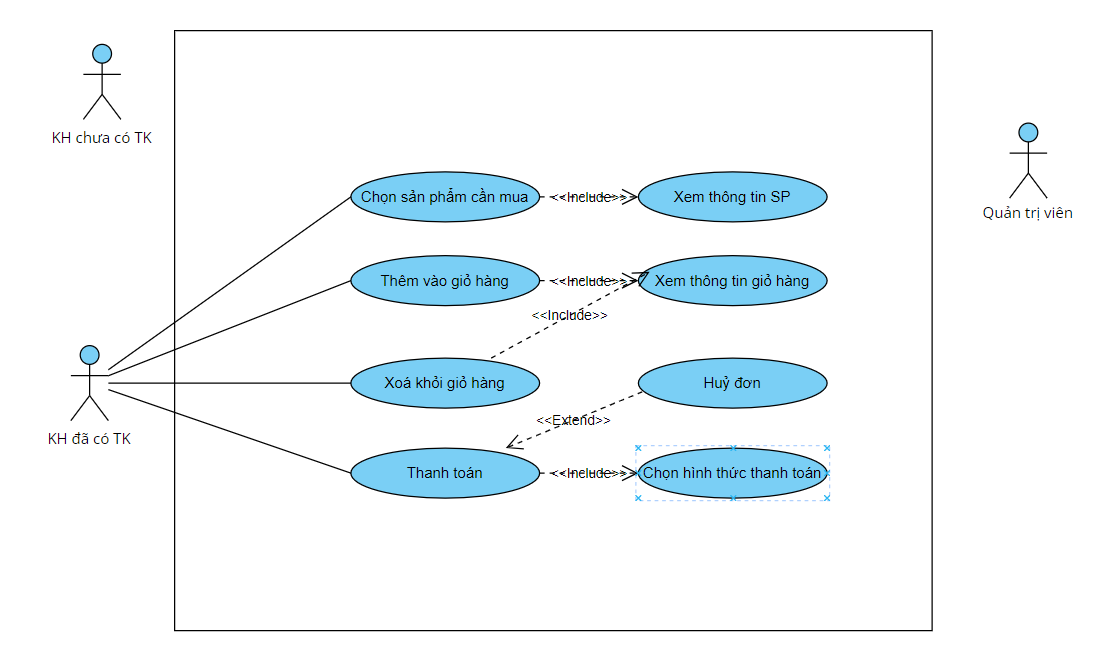 KH chưa có TK
Quản trị viên
Chọn sản phẩm cần mua
<<Include>>
Xem thông tin SP
Thêm vào giỏ hàng
<<Include>>
Xem thông tin giỏ hàng
<<Include>>
Xoá khỏi giỏ hàng
Huỷ đơn
<<Extend>>
KH đã có TK
Thanh toán
<<Include>>
Chọn hình thức thanh toán